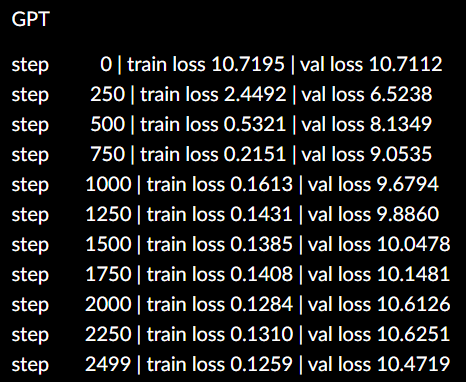 GPT
step 0 | train loss 10.7195 | val loss 10.7112
step 250 | train loss 2.4492 | val loss 6.5238
step 500 | train loss 0.5321 | val loss 8.1349
step 750 | train loss 0.2151 | val loss 9.0535
step 1000 | train loss 0.1613 | val loss 9.6794
step 1250 | train loss 0.1431 | val loss 9.8860
step 1500 | train loss 0.1385 | val loss 10.0478
step 1750 | train loss 0.1408 | val loss 10.1481
step 2000 | train loss 0.1284 | val loss 10.6126
step 2250 | train loss 0.1310 | val loss 10.6251
step 2499 | train loss 0.1259 | val loss 10.4719